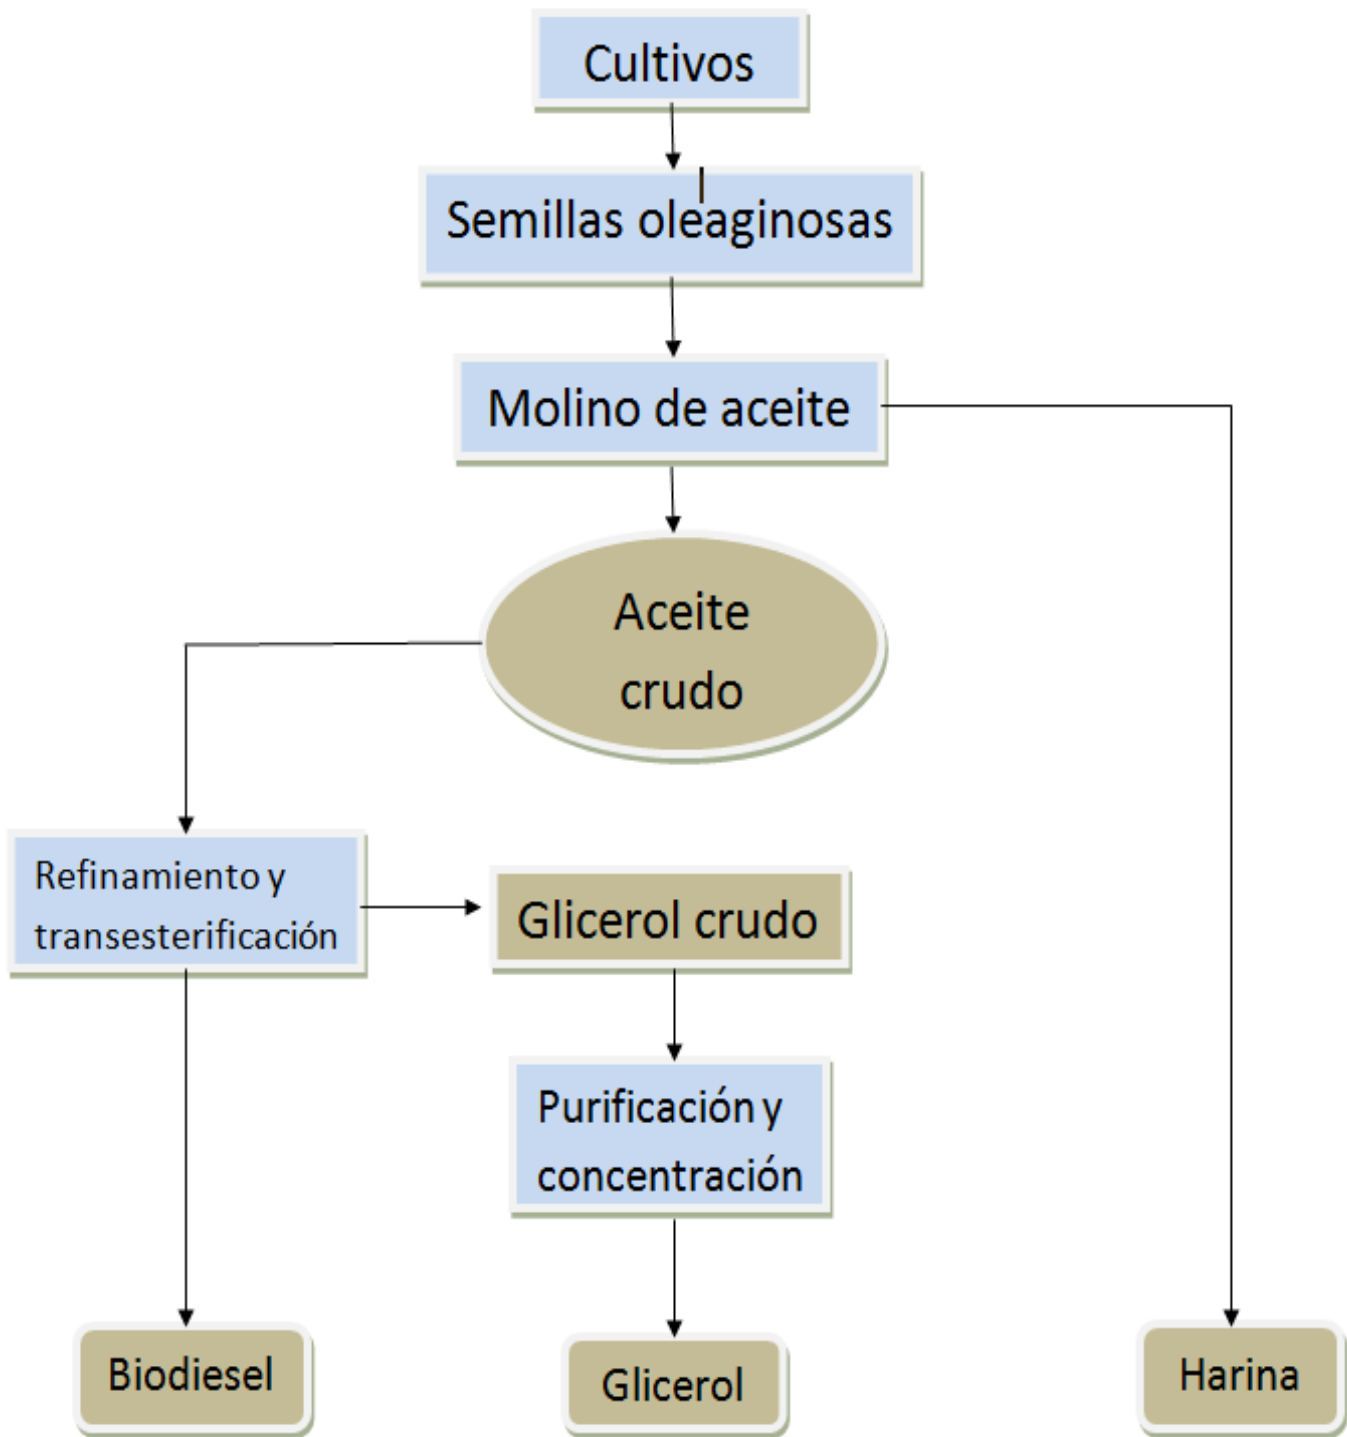 Cultivos
Semillas oleaginosas
Molino de aceite
Aceite
crudo
Refinamiento y
transesterificación
Glicerol crudo
Purificación y
concentración
Biodiesel
Glicerol
Harina